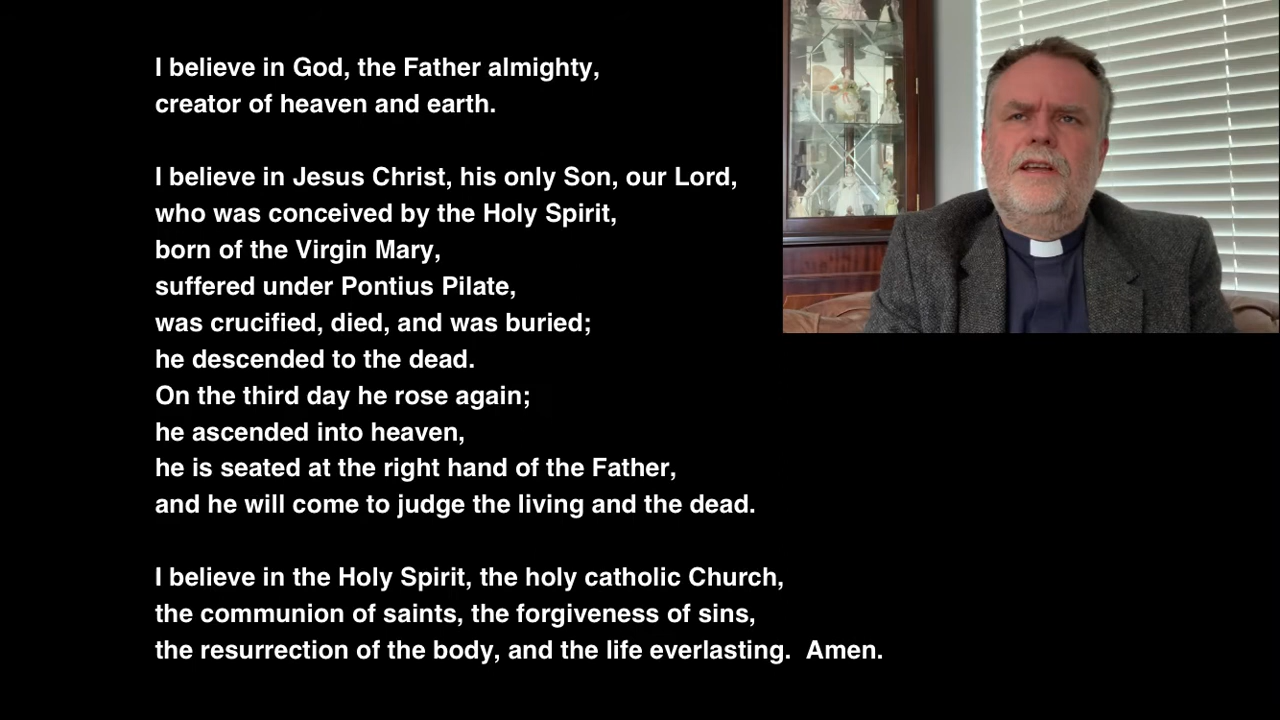 I believe in God, the Father almighty,
creator of heaven and earth.
I believe in Jesus Christ, his only Son, our Lord,
who was conceived by the Holy Spirit,
born of the Virgin Mary,
suffered under Pontius Pilate,
was crucified, died, and was buried;
he descended to the dead.
On the third day he rose again;
he ascended into heaven,
he is seated at the right hand of the Father,
and he will come to judge the living and the dead.
I believe in the Holy Spirit, the holy catholic Church,
the communion of saints, the forgiveness of sins,
the resurrection of the body, and the life everlasting.  Amen.